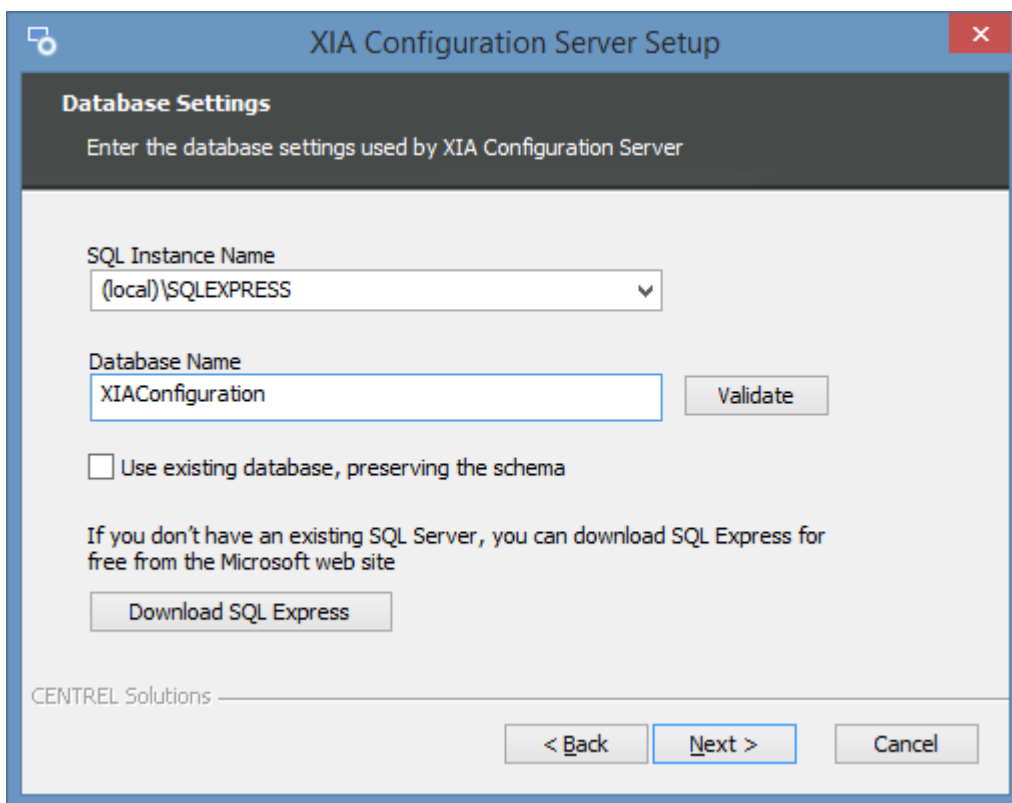 XIA Configuration Server Setup
Database Settings
Enter the database settings used by XIA Configuration Server
SQL Instance Name
(local)\SQLEXPRESS
Database Name
XIAConfiguration
Validate
Use existing database, preserving the schema
If you don't have an existing SQL Server, you can download SQL Express for
free from the Microsoft web site
Download SQL Express
CENTREL Solutions
< Back
Next >
Cancel